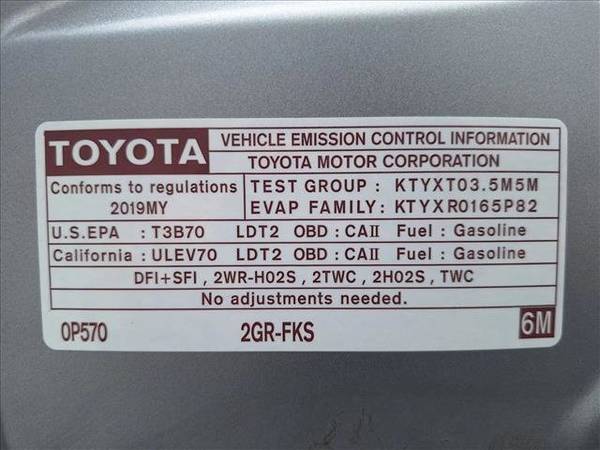 TOYOTA
VEHICLE EMISSION CONTROL INFORMATION
TOYOTA MOTOR CORPORATION
Conforms to regulations
2019MY
TEST GROUP : KTYXT03.5M5M
EVAP FAMILY: KTYXR0165P82
U.S.EPA : T3B70 LDT2 OBD : CAII Fuel : Gasoline
California : ULEV70 LDT2 OBD : CAII Fuel : Gasoline
DFI+SFI , 2WR-HO2S , 2TWC , 2HO2S , TWC
No adjustments needed.
0P570 2GR-FKS 6M